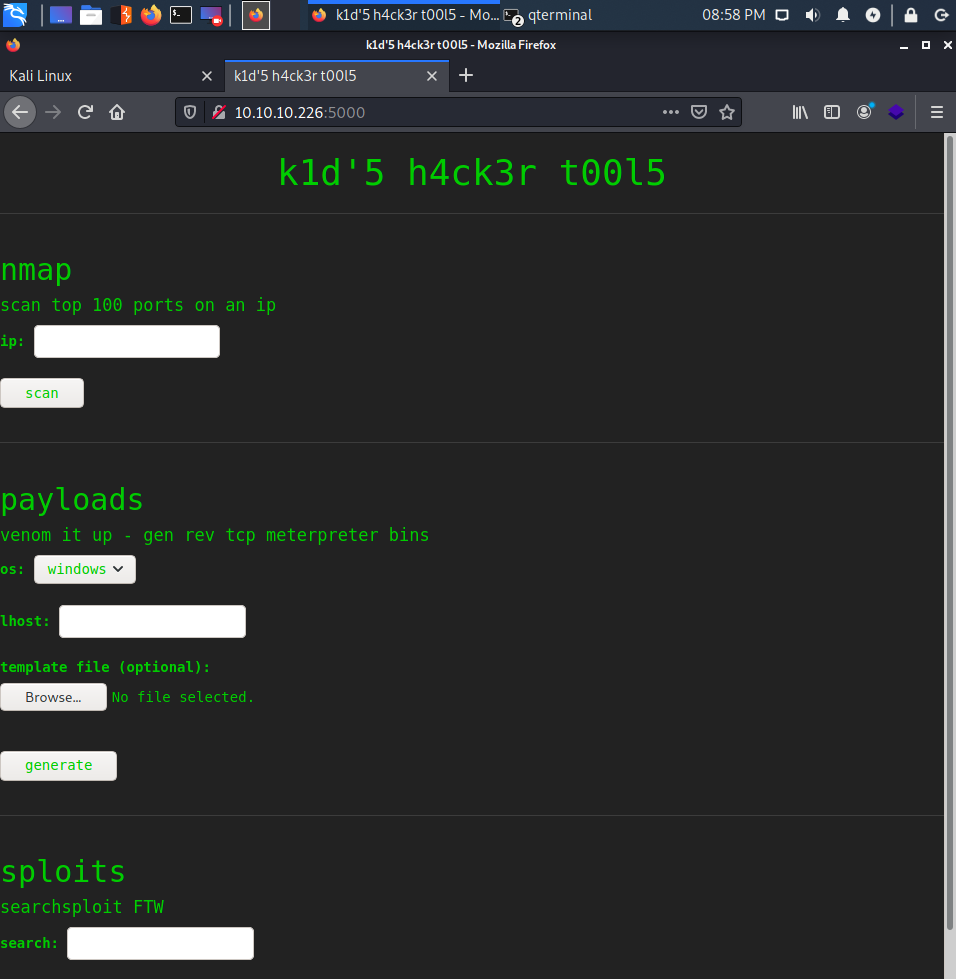 k1d'5 h4ck3r t00l5 - Mo... 2 qterminal 08:58 PM
k1d'5 h4ck3r t00l5 - Mozilla Firefox
Kali Linux k1d'5 h4ck3r t00l5
10.10.10.226:5000
k1d'5 h4ck3r t00l5
nmap
scan top 100 ports on an ip
ip:
scan
payloads
venom it up - gen rev tcp meterpreter bins
os: windows
lhost:
template file (optional):
Browse... No file selected.
generate
sploits
searchsploit FTW
search: